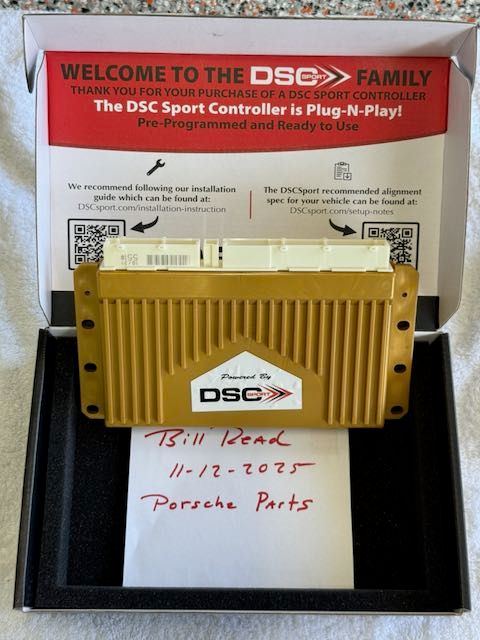 WELCOME TO THE DSC SPORT FAMILY
THANK YOU FOR YOUR PURCHASE OF A DSC SPORT CONTROLLER
The DSC Sport Controller is Plug-N-Play!
Pre-Programmed and Ready to Use
We recommend following our installation
guide which can be found at:
DSCsport.com/installation-instruction
The DSCSport recommended alignment
spec for your vehicle can be found at:
DSCsport.com/setup-notes
Powered By
DSC SPORT
Bill Read
11-12-2025
Porsche Parts